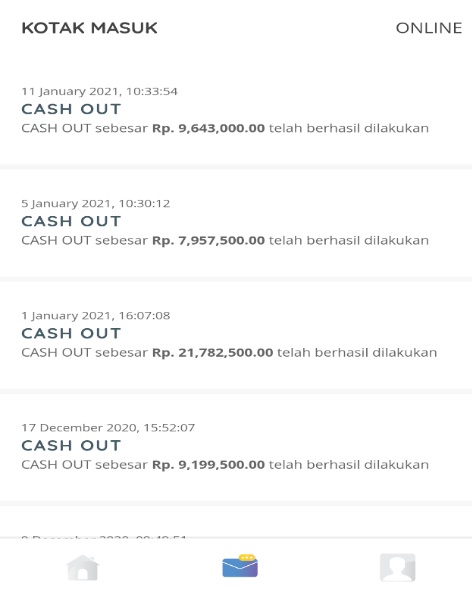 KOTAK MASUK ONLINE
11 January 2021, 10:33:54
CASH OUT
CASH OUT sebesar Rp. 9,643,000.00 telah berhasil dilakukan
5 January 2021, 10:30:12
CASH OUT
CASH OUT sebesar Rp. 7,957,500.00 telah berhasil dilakukan
1 January 2021, 16:07:08
CASH OUT
CASH OUT sebesar Rp. 21,782,500.00 telah berhasil dilakukan
17 December 2020, 15:52:07
CASH OUT
CASH OUT sebesar Rp. 9,199,500.00 telah berhasil dilakukan